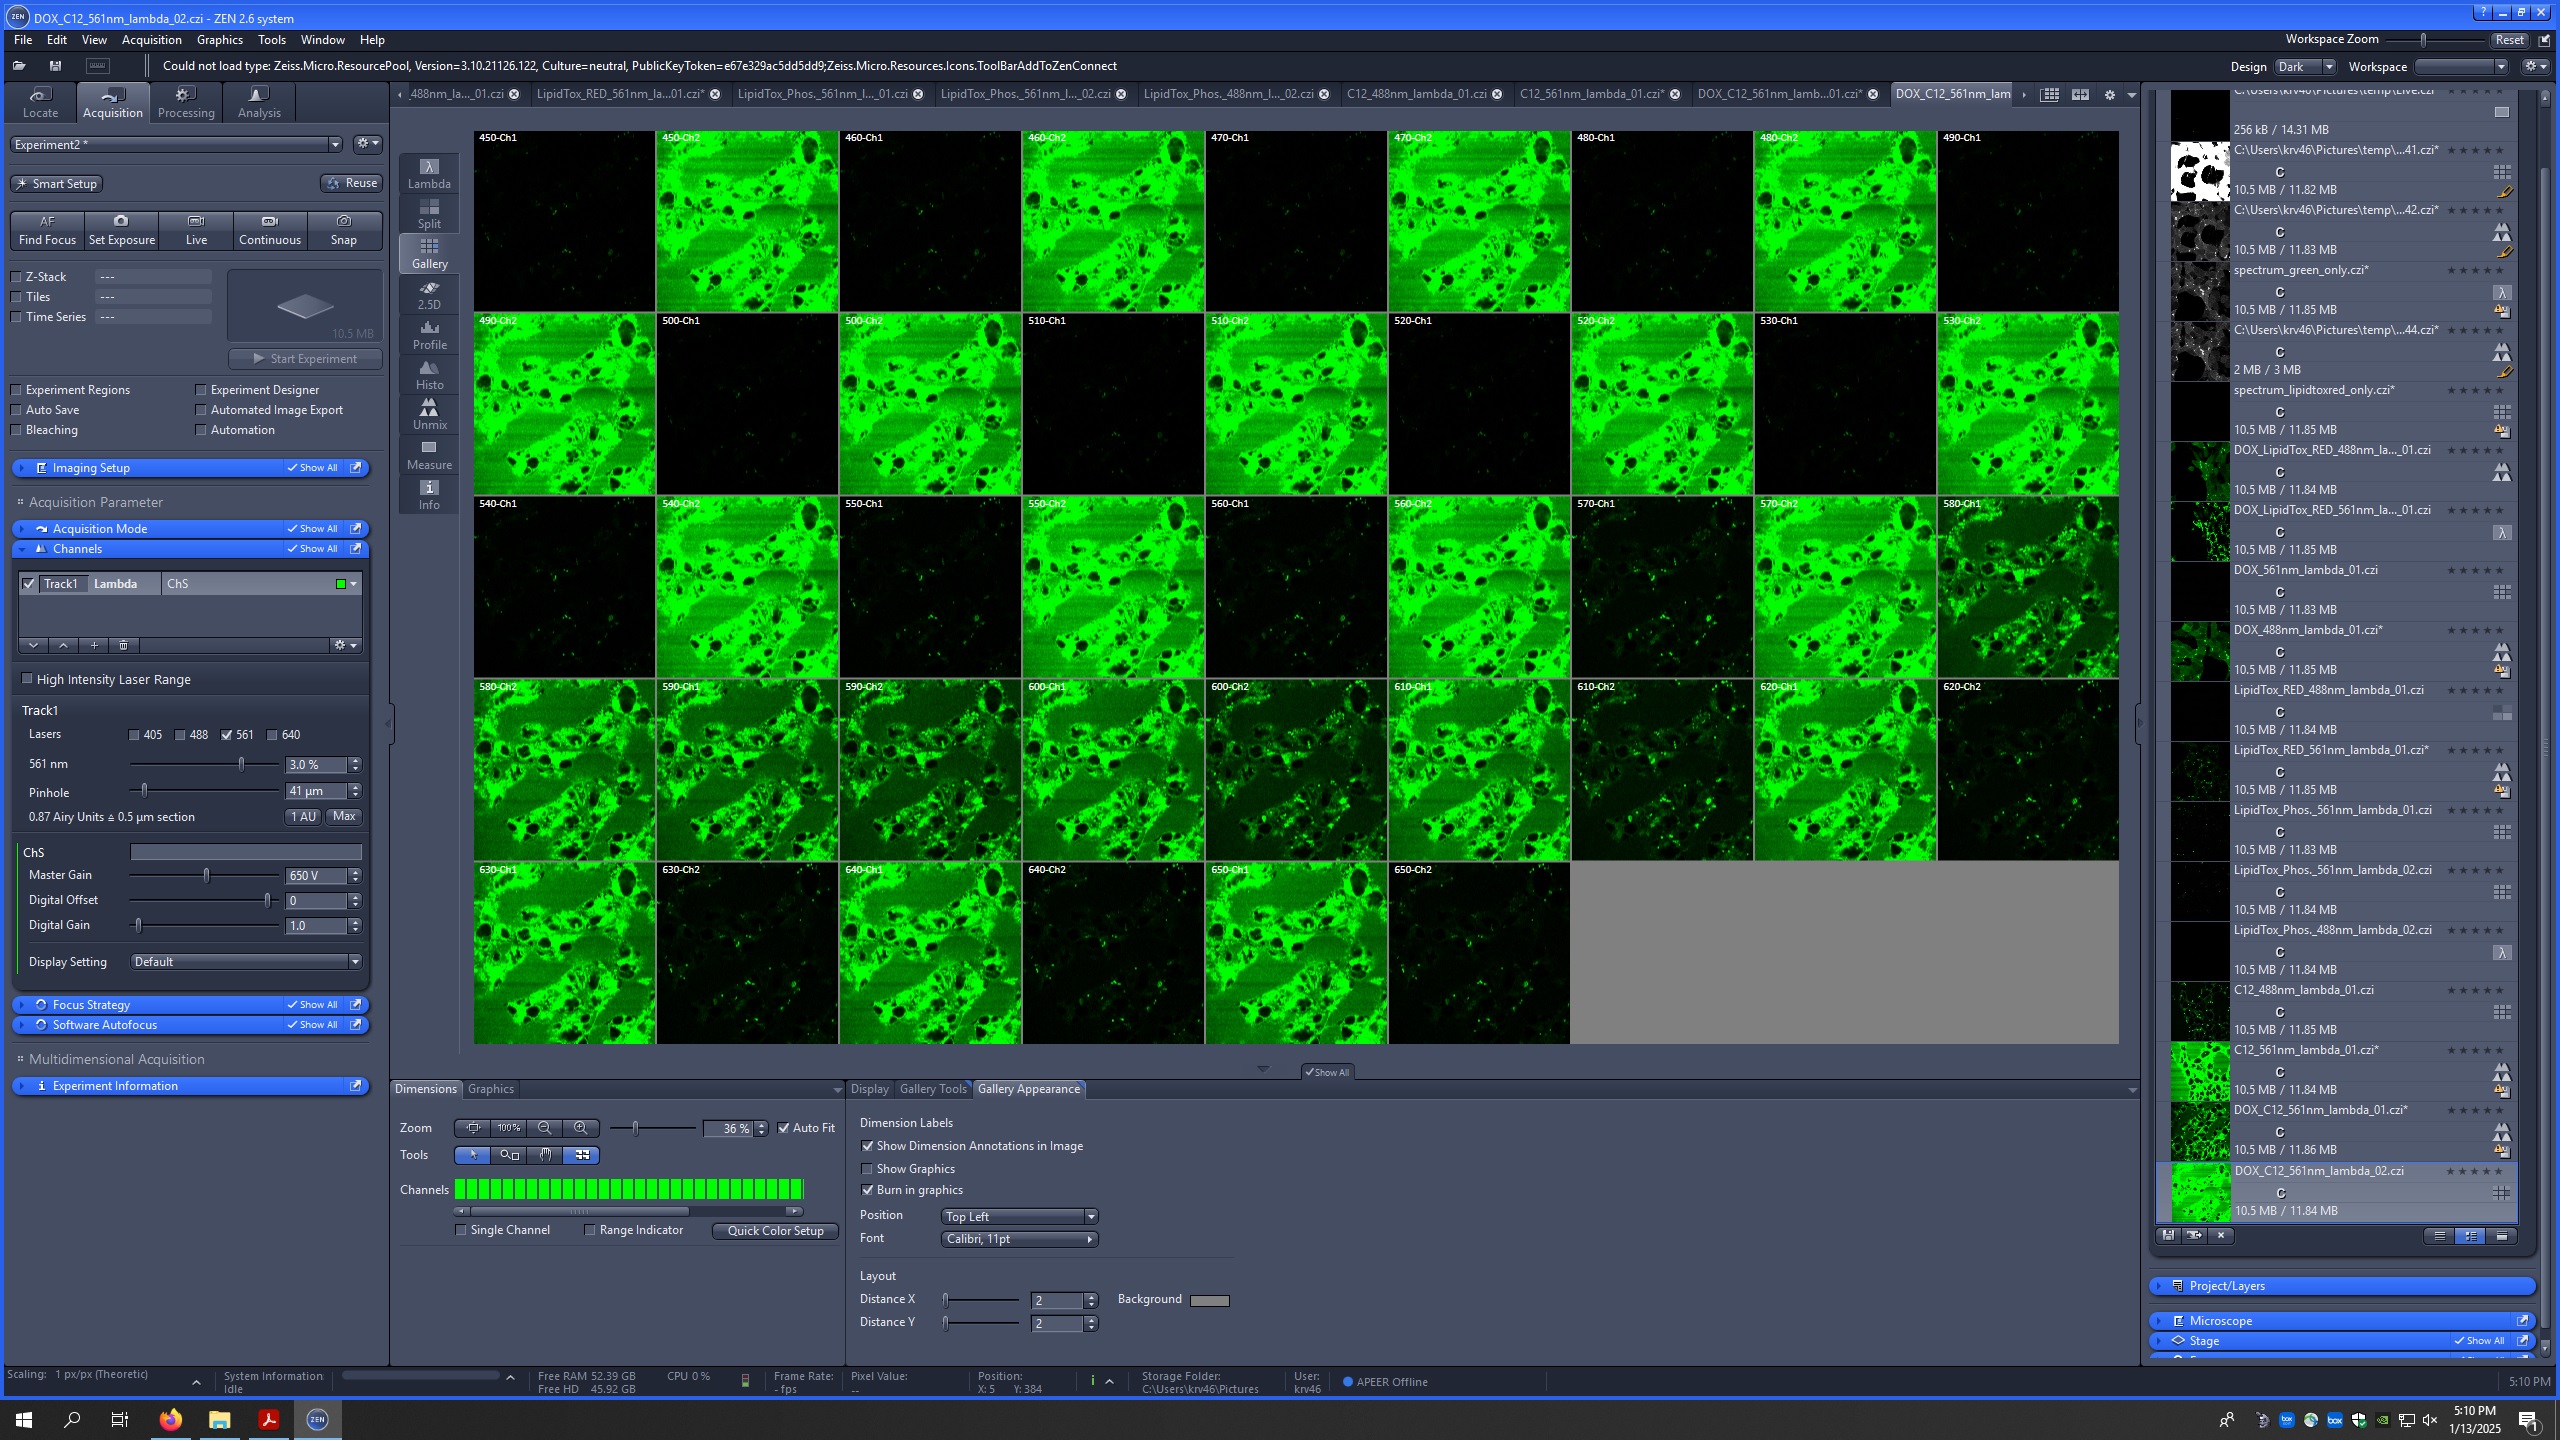 DOX_C12_561nm_lambda_02.czi - ZEN 2.6 system
File Edit View Acquisition Graphics Tools Window Help
Workspace Zoom Reset
Could not load type: Zeiss.Micro.ResourcePool, Version=3.10.21126.122, Culture=neutral, PublicKeyToken=e67e329ac5dd5dd9;Zeiss.Micro.Resources.Icons.ToolBarAddToZenConnect
Design Dark Workspace
Locate Acquisition Processing Analysis
_488nm_la..._01.czi LipidTox_RED_561nm_la...01.czi* LipidTox_Phos._561nm_l..._01.czi LipidTox_Phos._561nm_l..._02.czi LipidTox_Phos._488nm_l..._02.czi C12_488nm_lambda_01.czi C12_561nm_lambda_01.czi* DOX_C12_561nm_lamb...01.czi* DOX_C12_561nm_lam
Experiment2 *
Smart Setup Reuse
AF
Find Focus Set Exposure Live Continuous Snap
Z-Stack ---
Tiles ---
Time Series ---
10.5 MB
Start Experiment
Experiment Regions Experiment Designer
Auto Save Automated Image Export
Bleaching Automation
Imaging Setup Show All
Acquisition Parameter
Acquisition Mode Show All
Channels Show All
Track1 Lambda ChS
High Intensity Laser Range
Track1
Lasers 405 488 561 640
561 nm 3.0 %
Pinhole 41 µm
0.87 Airy Units ≙ 0.5 µm section 1 AU Max
ChS
Master Gain 650 V
Digital Offset 0
Digital Gain 1.0
Display Setting Default
Focus Strategy Show All
Software Autofocus Show All
Multidimensional Acquisition
Experiment Information
Lambda
Split
Gallery
2.5D
Profile
Histo
Unmix
Measure
Info
450-Ch1 450-Ch2 460-Ch1 460-Ch2 470-Ch1 470-Ch2 480-Ch1 480-Ch2 490-Ch1
490-Ch2 500-Ch1 500-Ch2 510-Ch1 510-Ch2 520-Ch1 520-Ch2 530-Ch1 530-Ch2
540-Ch1 540-Ch2 550-Ch1 550-Ch2 560-Ch1 560-Ch2 570-Ch1 570-Ch2 580-Ch1
580-Ch2 590-Ch1 590-Ch2 600-Ch1 600-Ch2 610-Ch1 610-Ch2 620-Ch1 620-Ch2
630-Ch1 630-Ch2 640-Ch1 640-Ch2 650-Ch1 650-Ch2
Show All
Dimensions Graphics
Zoom 100% 36 % Auto Fit
Tools
Channels
Single Channel Range Indicator Quick Color Setup
Display Gallery Tools Gallery Appearance
Dimension Labels
Show Dimension Annotations in Image
Show Graphics
Burn in graphics
Position Top Left
Font Calibri, 11pt
Layout
Distance X 2 Background
Distance Y 2
256 kB / 14.31 MB
C:\Users\krv46\Pictures\temp\...41.czi*
C
10.5 MB / 11.82 MB
C:\Users\krv46\Pictures\temp\...42.czi*
C
10.5 MB / 11.83 MB
spectrum_green_only.czi*
C
10.5 MB / 11.85 MB
C:\Users\krv46\Pictures\temp\...44.czi*
C
2 MB / 3 MB
spectrum_lipidtoxred_only.czi*
C
10.5 MB / 11.85 MB
DOX_LipidTox_RED_488nm_la..._01.czi
C
10.5 MB / 11.84 MB
DOX_LipidTox_RED_561nm_la..._01.czi
C
10.5 MB / 11.85 MB
DOX_561nm_lambda_01.czi
C
10.5 MB / 11.83 MB
DOX_488nm_lambda_01.czi*
C
10.5 MB / 11.85 MB
LipidTox_RED_488nm_lambda_01.czi
C
10.5 MB / 11.84 MB
LipidTox_RED_561nm_lambda_01.czi*
C
10.5 MB / 11.85 MB
LipidTox_Phos._561nm_lambda_01.czi
C
10.5 MB / 11.83 MB
LipidTox_Phos._561nm_lambda_02.czi
C
10.5 MB / 11.84 MB
LipidTox_Phos._488nm_lambda_02.czi
C
10.5 MB / 11.84 MB
C12_488nm_lambda_01.czi
C
10.5 MB / 11.85 MB
C12_561nm_lambda_01.czi*
C
10.5 MB / 11.84 MB
DOX_C12_561nm_lambda_01.czi*
C
10.5 MB / 11.86 MB
DOX_C12_561nm_lambda_02.czi
C
10.5 MB / 11.84 MB
Project/Layers
Microscope
Stage Show All
Scaling: 1 px/px (Theoretic) System Information Idle Free RAM 52.39 GB CPU 0 % Frame Rate: - fps Pixel Value: -- Position: Storage Folder: User: APEER Offline 5:10 PM
Free HD 45.92 GB X: 5 Y: 384 C:\Users\krv46\Pictures krv46
5:10 PM
1/13/2025